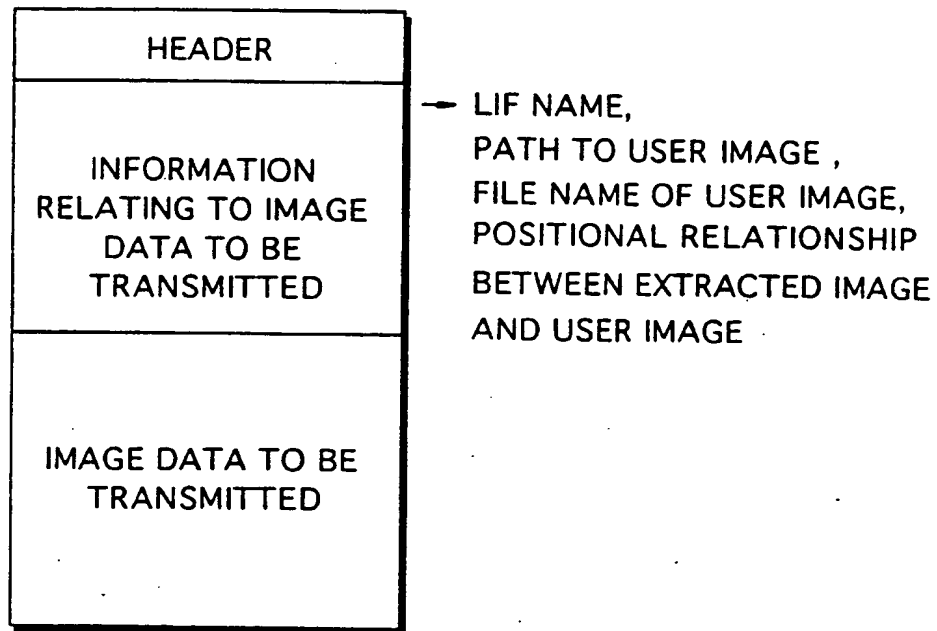 HEADER
INFORMATION
RELATING TO IMAGE
DATA TO BE
TRANSMITTED
IMAGE DATA TO BE
TRANSMITTED
LIF NAME,
PATH TO USER IMAGE ,
FILE NAME OF USER IMAGE,
POSITIONAL RELATIONSHIP
BETWEEN EXTRACTED IMAGE
AND USER IMAGE